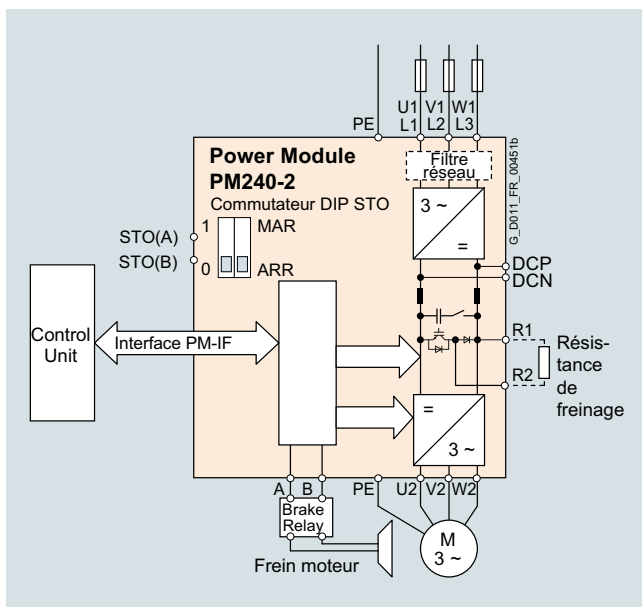 U1 V1 W1
PE L1 L2 L3
Power Module
PM240-2
Filtre
réseau
Commutateur DIP STO
STO(A)
1 MAR
STO(B)
0 ARR
3 ~
=
G_D011_FR_00451b
DCP
DCN
Control
Unit
Interface PM-IF
R1
R2
Résis-
tance
de
freinage
=
3 ~
A B PE U2 V2 W2
Brake
Relay
Frein moteur
M
3 ~